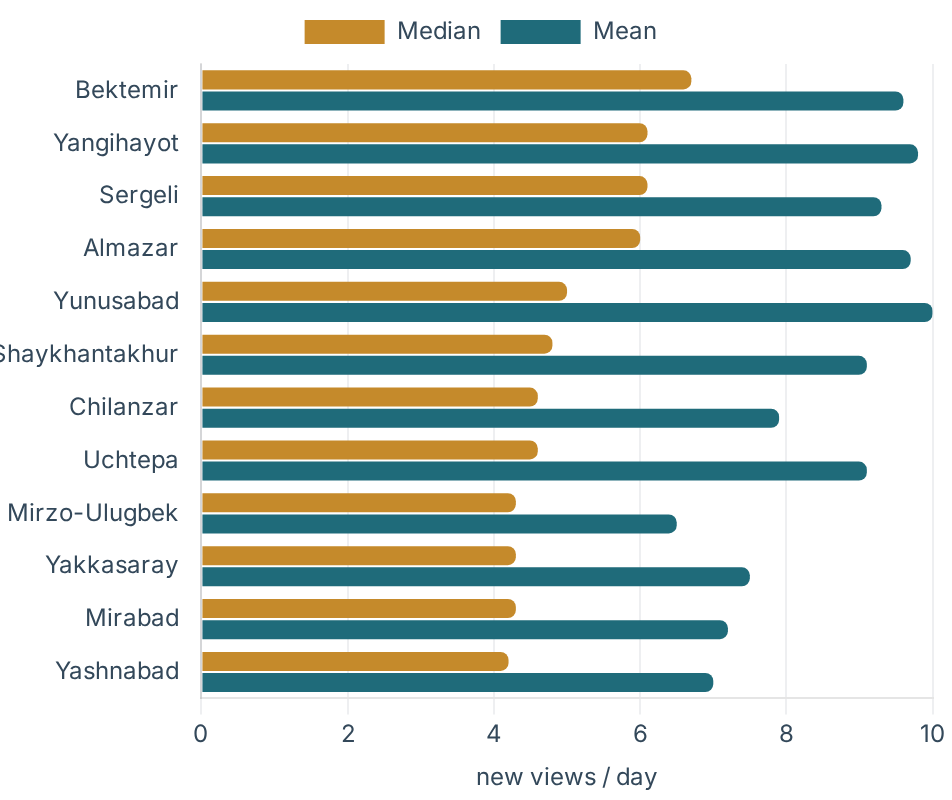 Median Mean
Bektemir
Yangihayot
Sergeli
Almazar
Yunusabad
Shaykhantakhur
Chilanzar
Uchtepa
Mirzo-Ulugbek
Yakkasaray
Mirabad
Yashnabad
0 2 4 6 8 10
new views / day